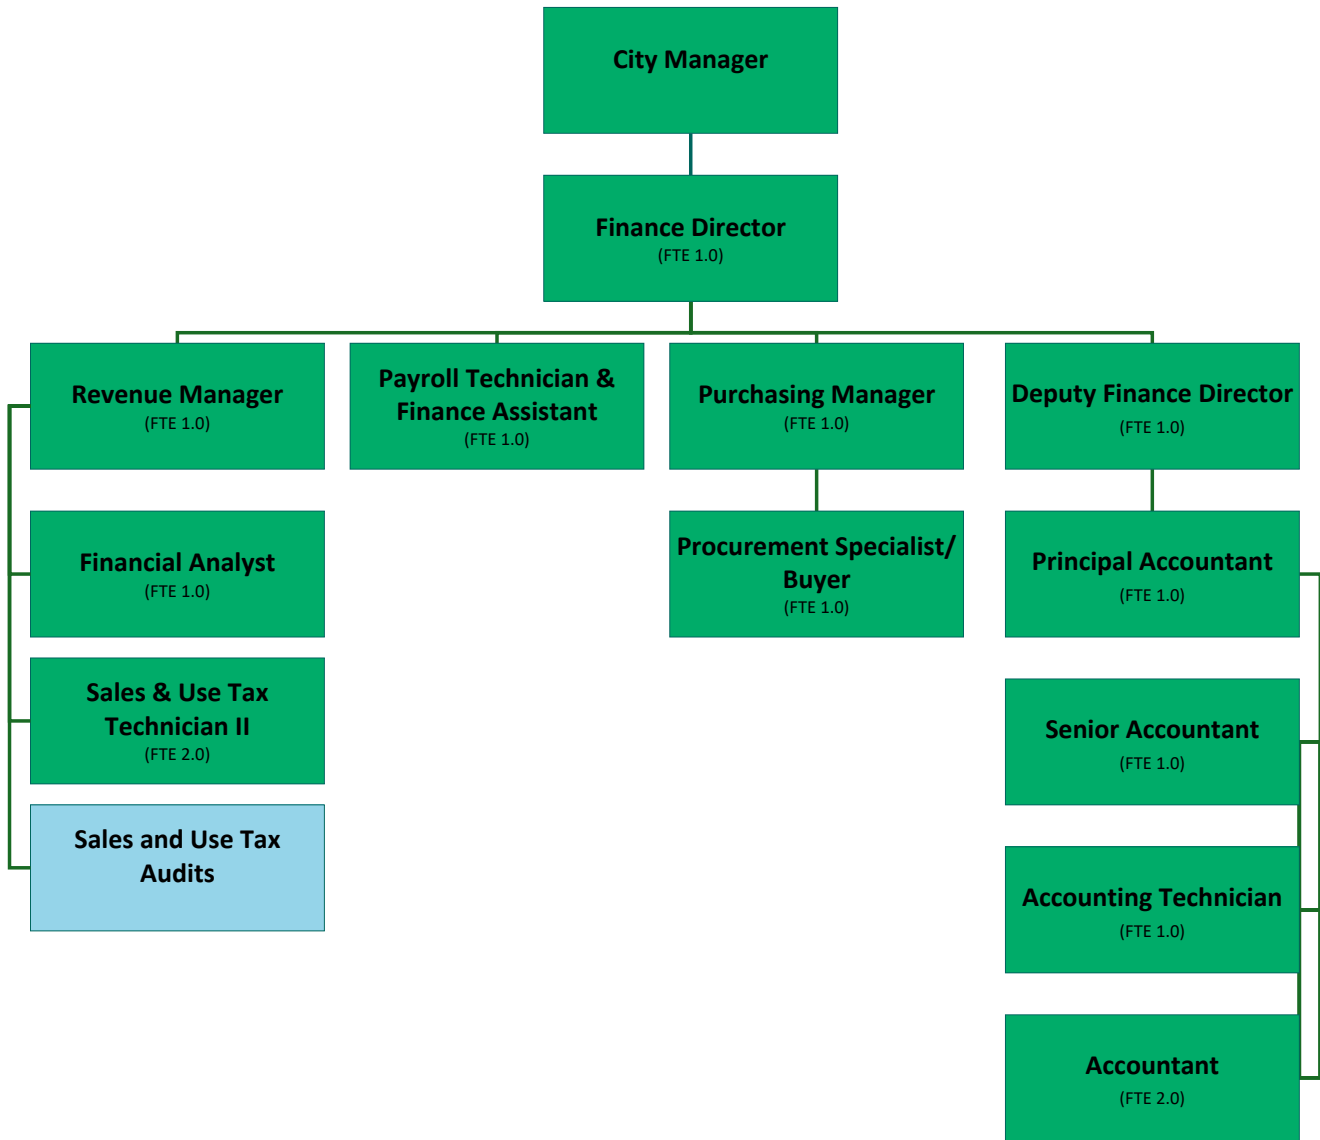 City Manager
Finance Director
(FTE 1.0)
Revenue Manager
(FTE 1.0)
Payroll Technician &
Finance Assistant
(FTE 1.0)
Purchasing Manager
(FTE 1.0)
Deputy Finance Director
(FTE 1.0)
Financial Analyst
(FTE 1.0)
Procurement Specialist/
Buyer
(FTE 1.0)
Principal Accountant
(FTE 1.0)
Sales & Use Tax
Technician II
(FTE 2.0)
Senior Accountant
(FTE 1.0)
Sales and Use Tax
Audits
Accounting Technician
(FTE 1.0)
Accountant
(FTE 2.0)